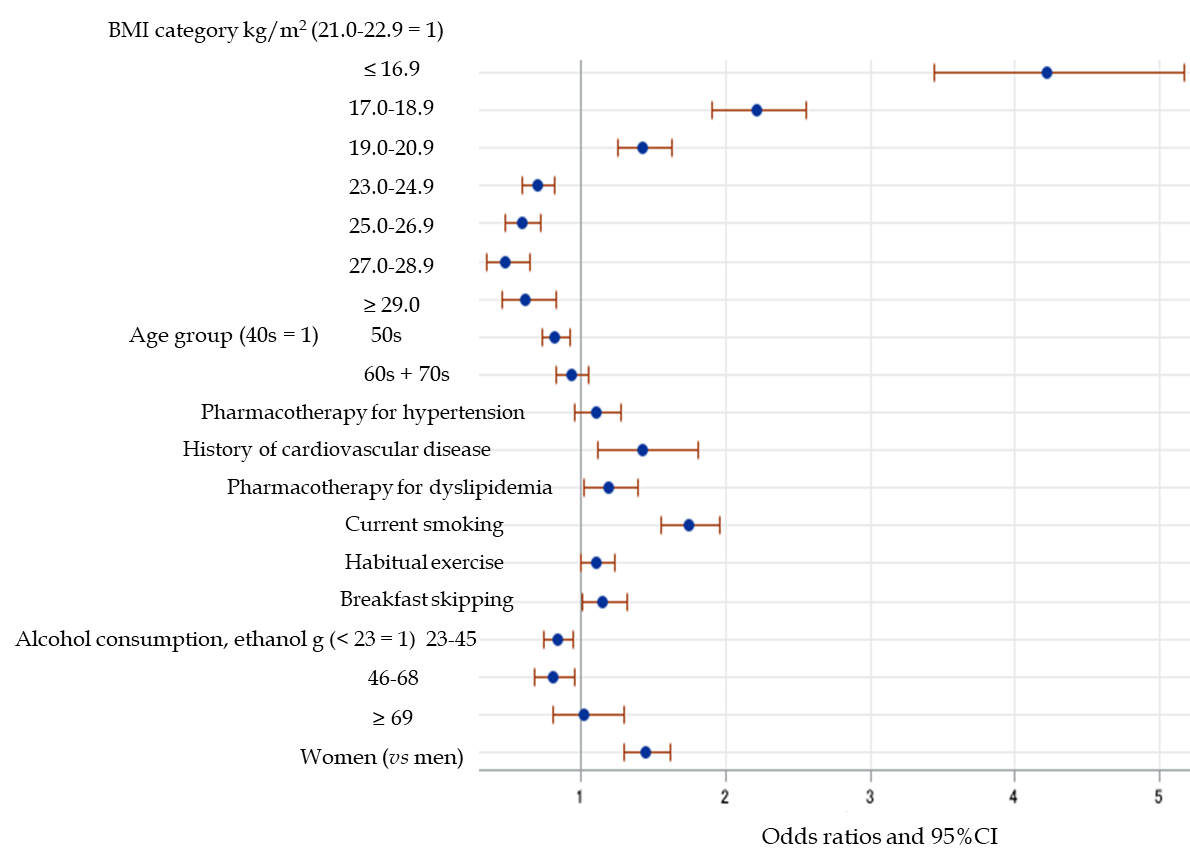 BMI category kg/m² (21.0-22.9 = 1)
≤ 16.9
17.0-18.9
19.0-20.9
23.0-24.9
25.0-26.9
27.0-28.9
≥ 29.0
Age group (40s = 1) 50s
60s + 70s
Pharmacotherapy for hypertension
History of cardiovascular disease
Pharmacotherapy for dyslipidemia
Current smoking
Habitual exercise
Breakfast skipping
Alcohol consumption, ethanol g (< 23 = 1) 23-45
46-68
≥ 69
Women (vs men)
1 2 3 4 5
Odds ratios and 95%CI